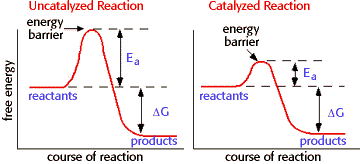 Uncatalyzed Reaction
energy
barrier
Ea
reactants
ΔG
products
free energy
course of reaction
Catalyzed Reaction
energy
barrier
Ea
reactants
ΔG
products
course of reaction